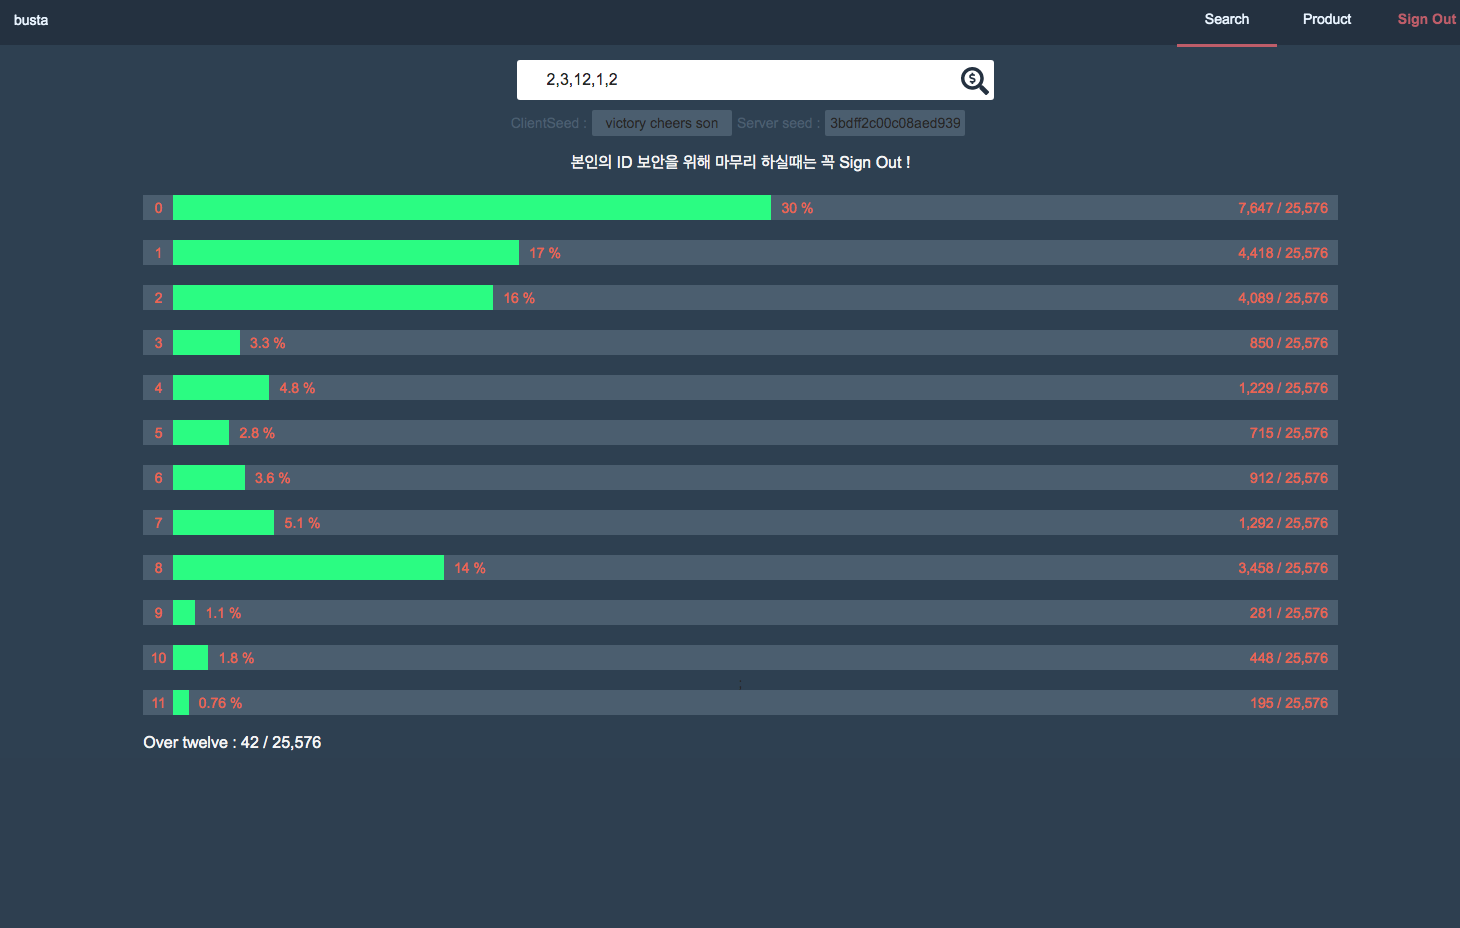 busta Search Product Sign Out
2,3,12,1,2
ClientSeed : victory cheers son Server seed : 3bdff2c00c08aed939
본인의 ID 보안을 위해 마무리 하실때는 꼭 Sign Out !
0 30 % 7,647 / 25,576
1 17 % 4,418 / 25,576
2 16 % 4,089 / 25,576
3 3.3 % 850 / 25,576
4 4.8 % 1,229 / 25,576
5 2.8 % 715 / 25,576
6 3.6 % 912 / 25,576
7 5.1 % 1,292 / 25,576
8 14 % 3,458 / 25,576
9 1.1 % 281 / 25,576
10 1.8 % 448 / 25,576
:
11 0.76 % 195 / 25,576
Over twelve : 42 / 25,576